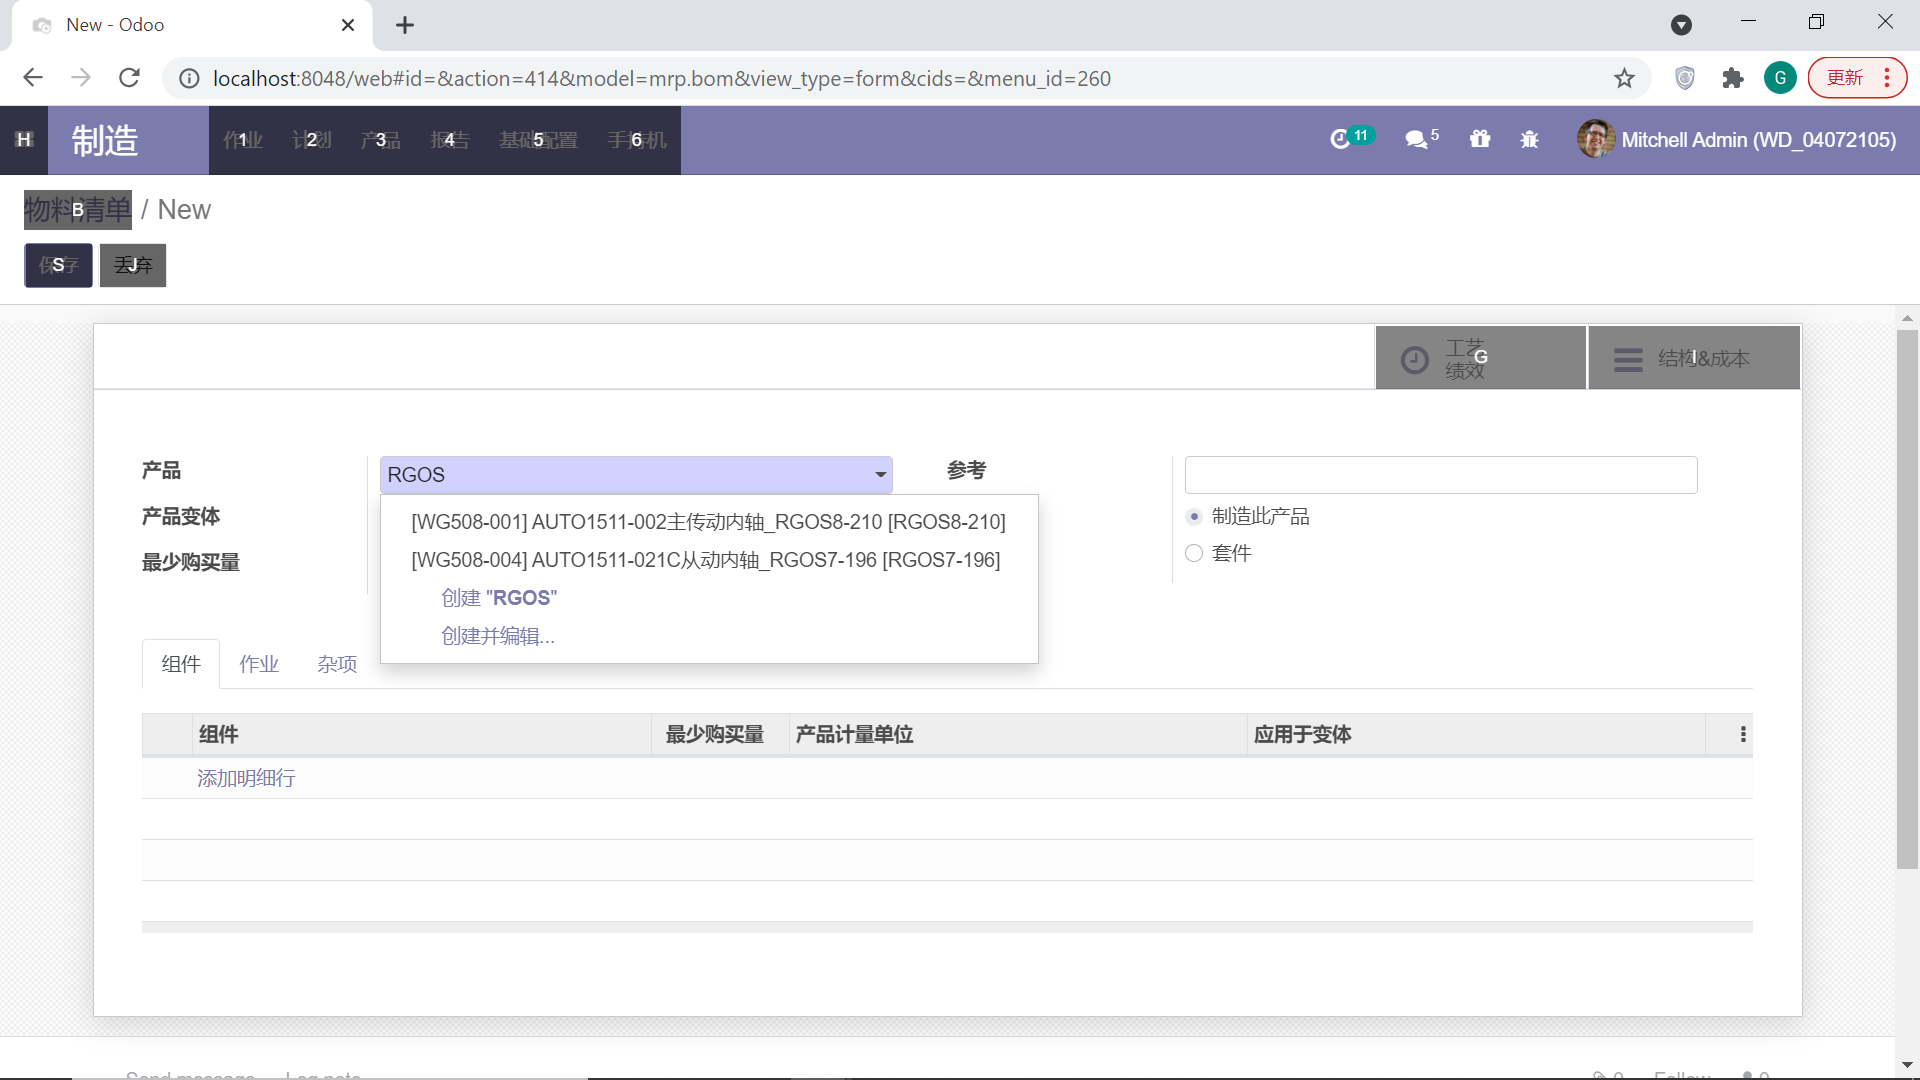 New - Odoo
localhost:8048/web#id=&action=414&model=mrp.bom&view_type=form&cids=&menu_id=260
G
更新
H
制造
作业 1
计划 2
产品 3
报告 4
基础配置 5
手持机 6
11
5
Mitchell Admin (WD_04072105)
物料清单 B / New
保存 S
丢弃 J
工艺
绩效
G
结构&成本 I
产品
RGOS
参考
产品变体
[WG508-001] AUTO1511-002主传动内轴_RGOS8-210 [RGOS8-210]
制造此产品
最少购买量
[WG508-004] AUTO1511-021C从动内轴_RGOS7-196 [RGOS7-196]
套件
创建 "RGOS"
创建并编辑...
组件 作业 杂项
组件 最少购买量 产品计量单位 应用于变体
添加明细行
Send message Log note 0 Follow 0